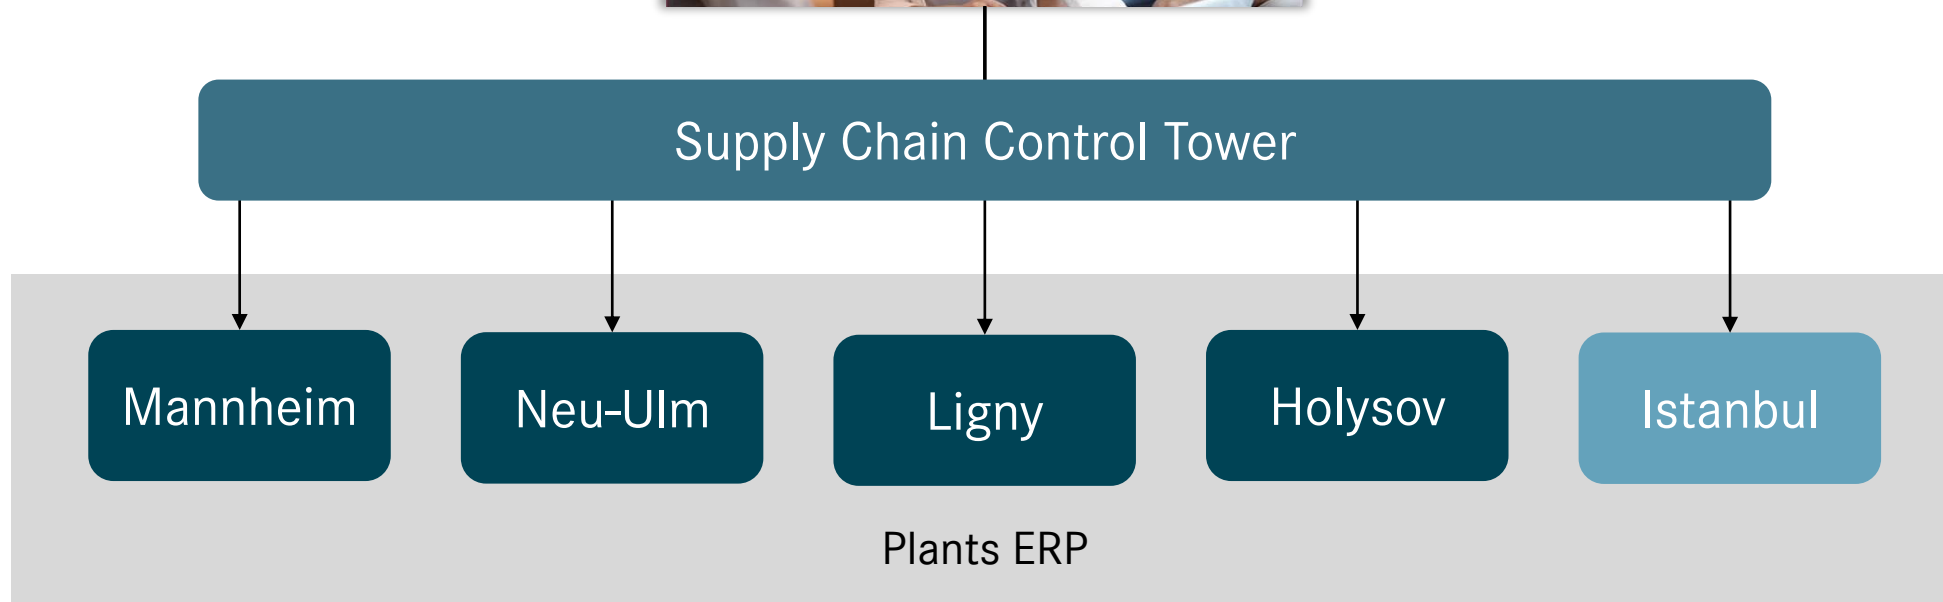 Supply Chain Control Tower
Mannheim
Neu-Ulm
Ligny
Holysov
Istanbul
Plants ERP